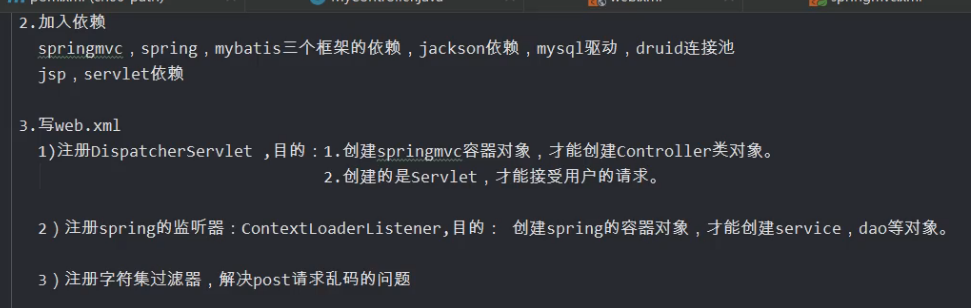 2.加入依赖
springmvc，spring，mybatis三个框架的依赖，jackson依赖，mysql驱动，druid连接池
jsp，servlet依赖
3.写web.xml
1)注册DispatcherServlet ,目的：1.创建springmvc容器对象，才能创建Controller类对象。
2.创建的是Servlet，才能接受用户的请求。
2）注册spring的监听器：ContextLoaderListener,目的： 创建spring的容器对象，才能创建service，dao等对象。
3）注册字符集过滤器，解决post请求乱码的问题